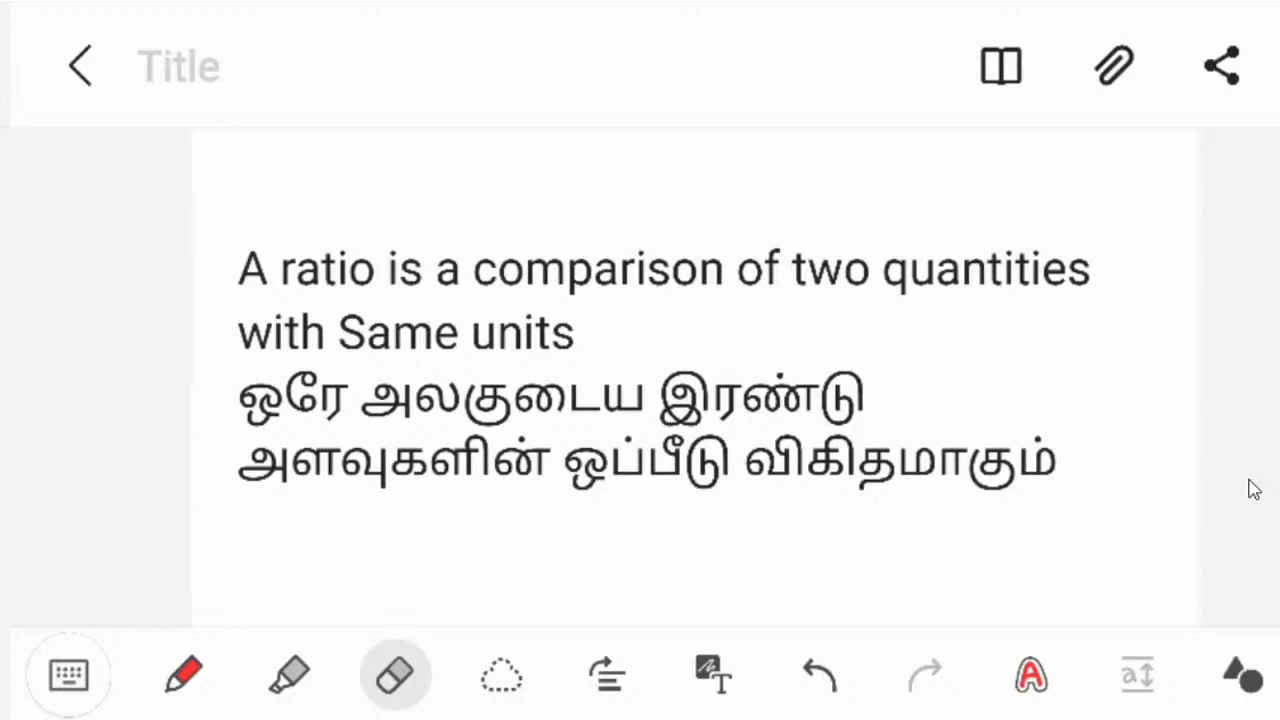 Title
A ratio is a comparison of two quantities
with Same units
ஒரே அலகுடைய இரண்டு
அளவுகளின் ஒப்பீடு விகிதமாகும்